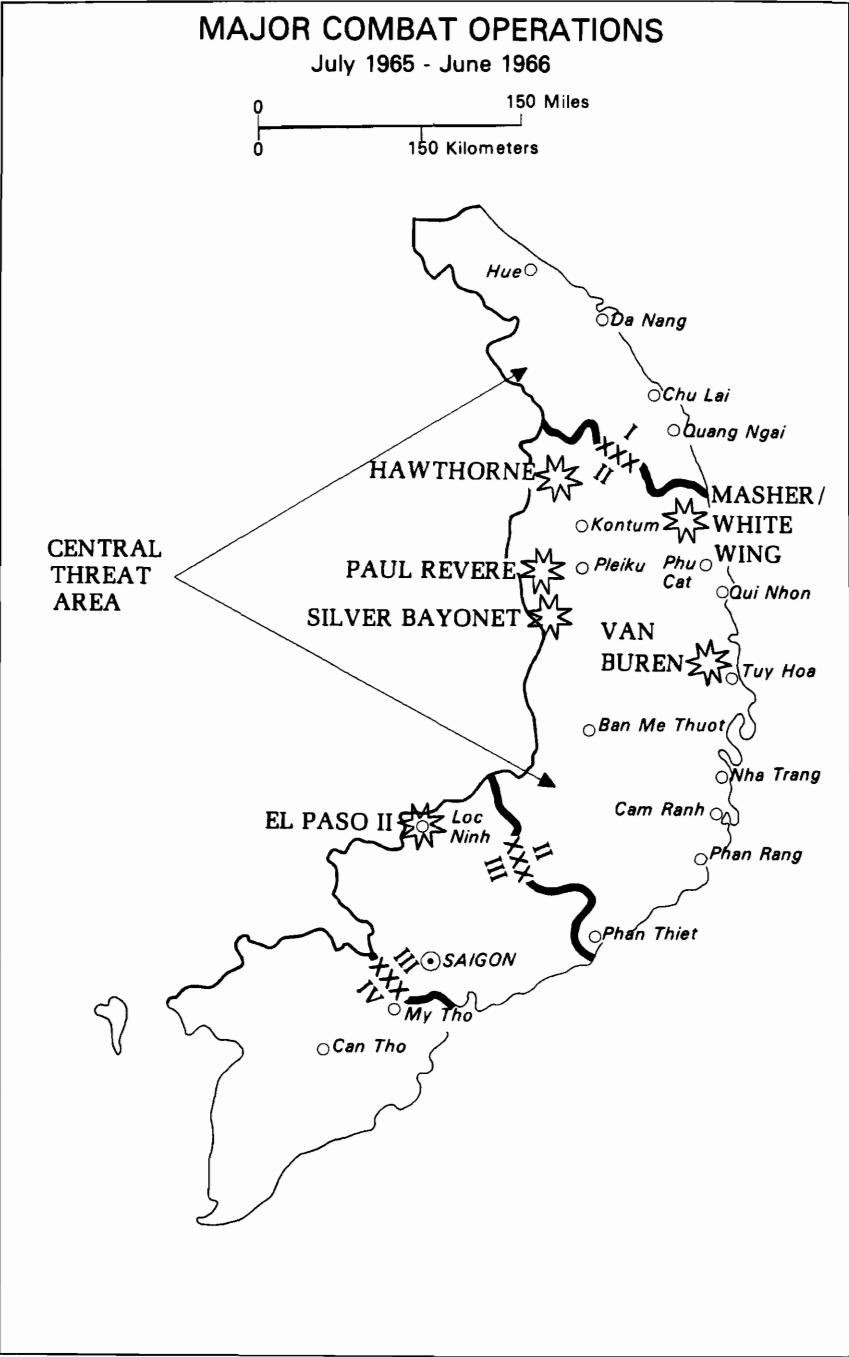 MAJOR COMBAT OPERATIONS
July 1965 - June 1966
0 150 Miles
0 150 Kilometers
Hue
Da Nang
Chu Lai
Quang Ngai
I
XXX
II
HAWTHORNE
MASHER/
WHITE
WING
Kontum
CENTRAL
THREAT
AREA
PAUL REVERE
Pleiku
Phu
Cat
Qui Nhon
SILVER BAYONET
VAN
BUREN
Tuy Hoa
Ban Me Thuot
Nha Trang
Cam Ranh
EL PASO II
Loc
Ninh
II
XXX
III
Phan Rang
Phan Thiet
III
XXX
IV
SAIGON
My Tho
Can Tho